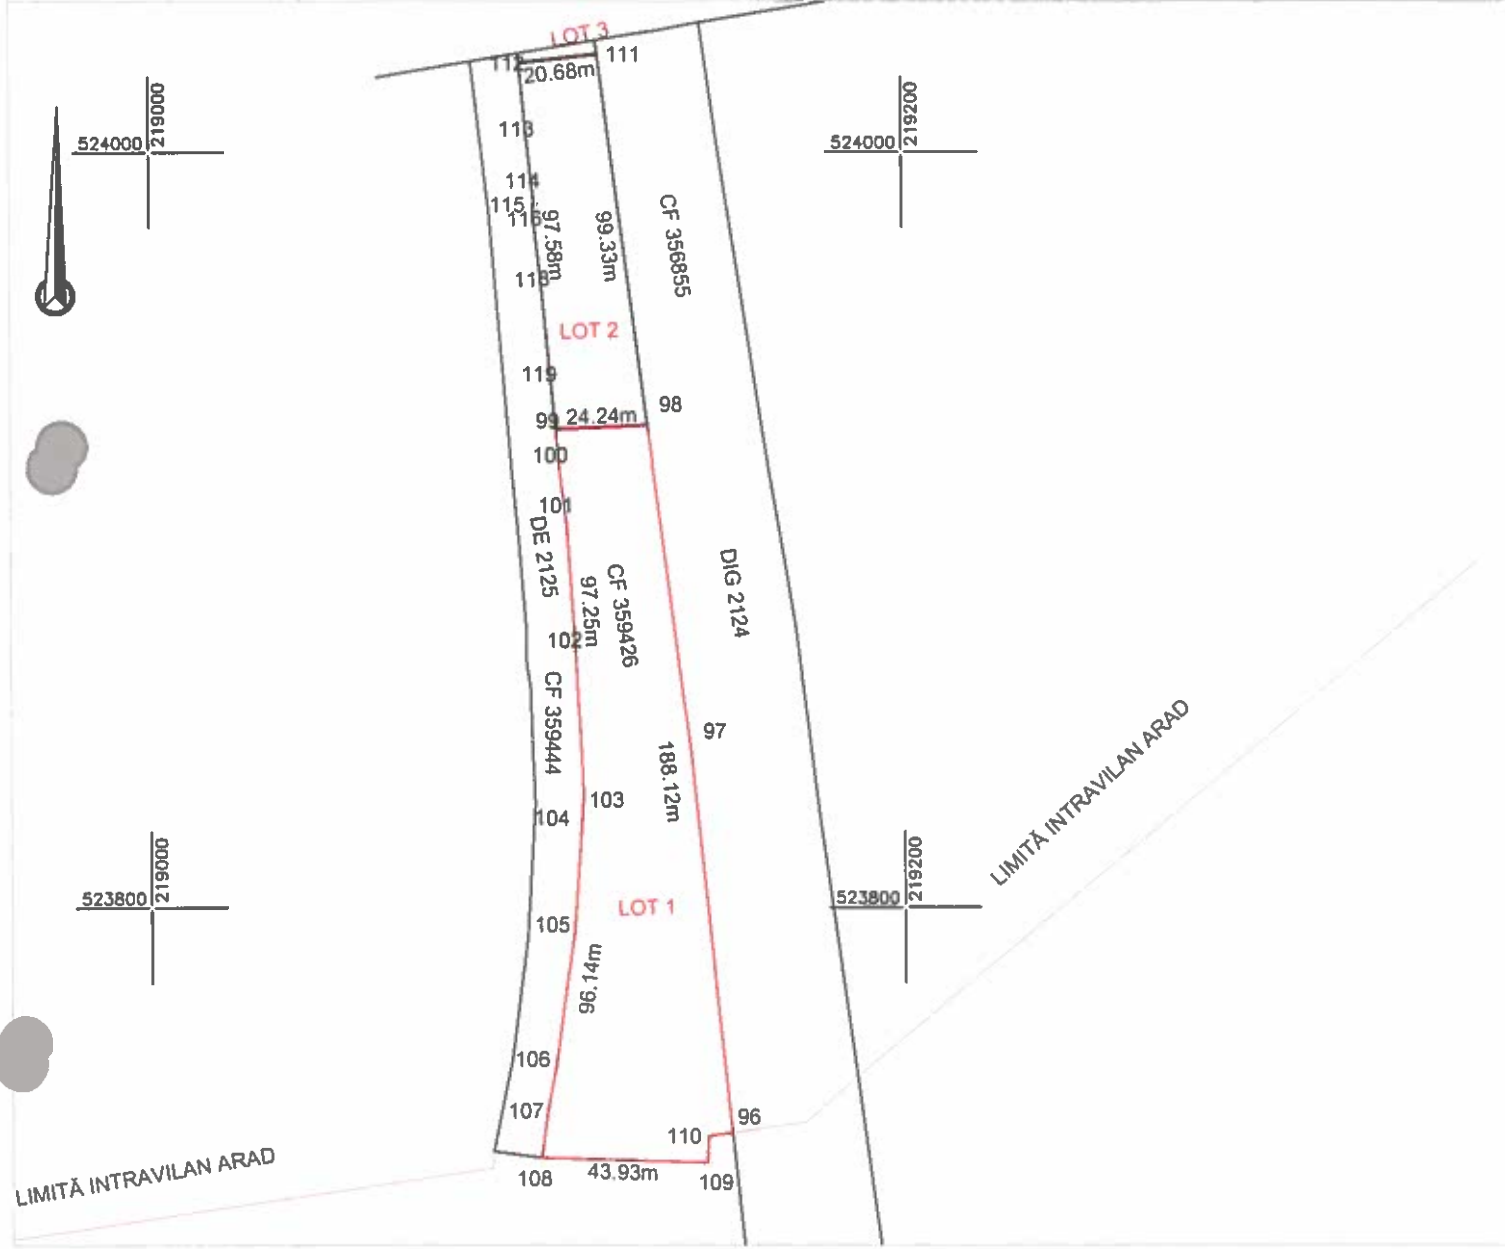 LOT 3
111
112
20.68m
219000
524000
219200
524000
113
114
115
116
97.58m
99.33m
CF 356855
118
LOT 2
119
98
99
24.24m
100
101
DE 2125
CF 359426
97.25m
DIG 2124
102
CF 359444
97
188.12m
103
104
LIMITĂ INTRAVILAN ARAD
219000
523800
219200
523800
LOT 1
105
96.14m
106
107
96
110
LIMITĂ INTRAVILAN ARAD
108
43.93m
109